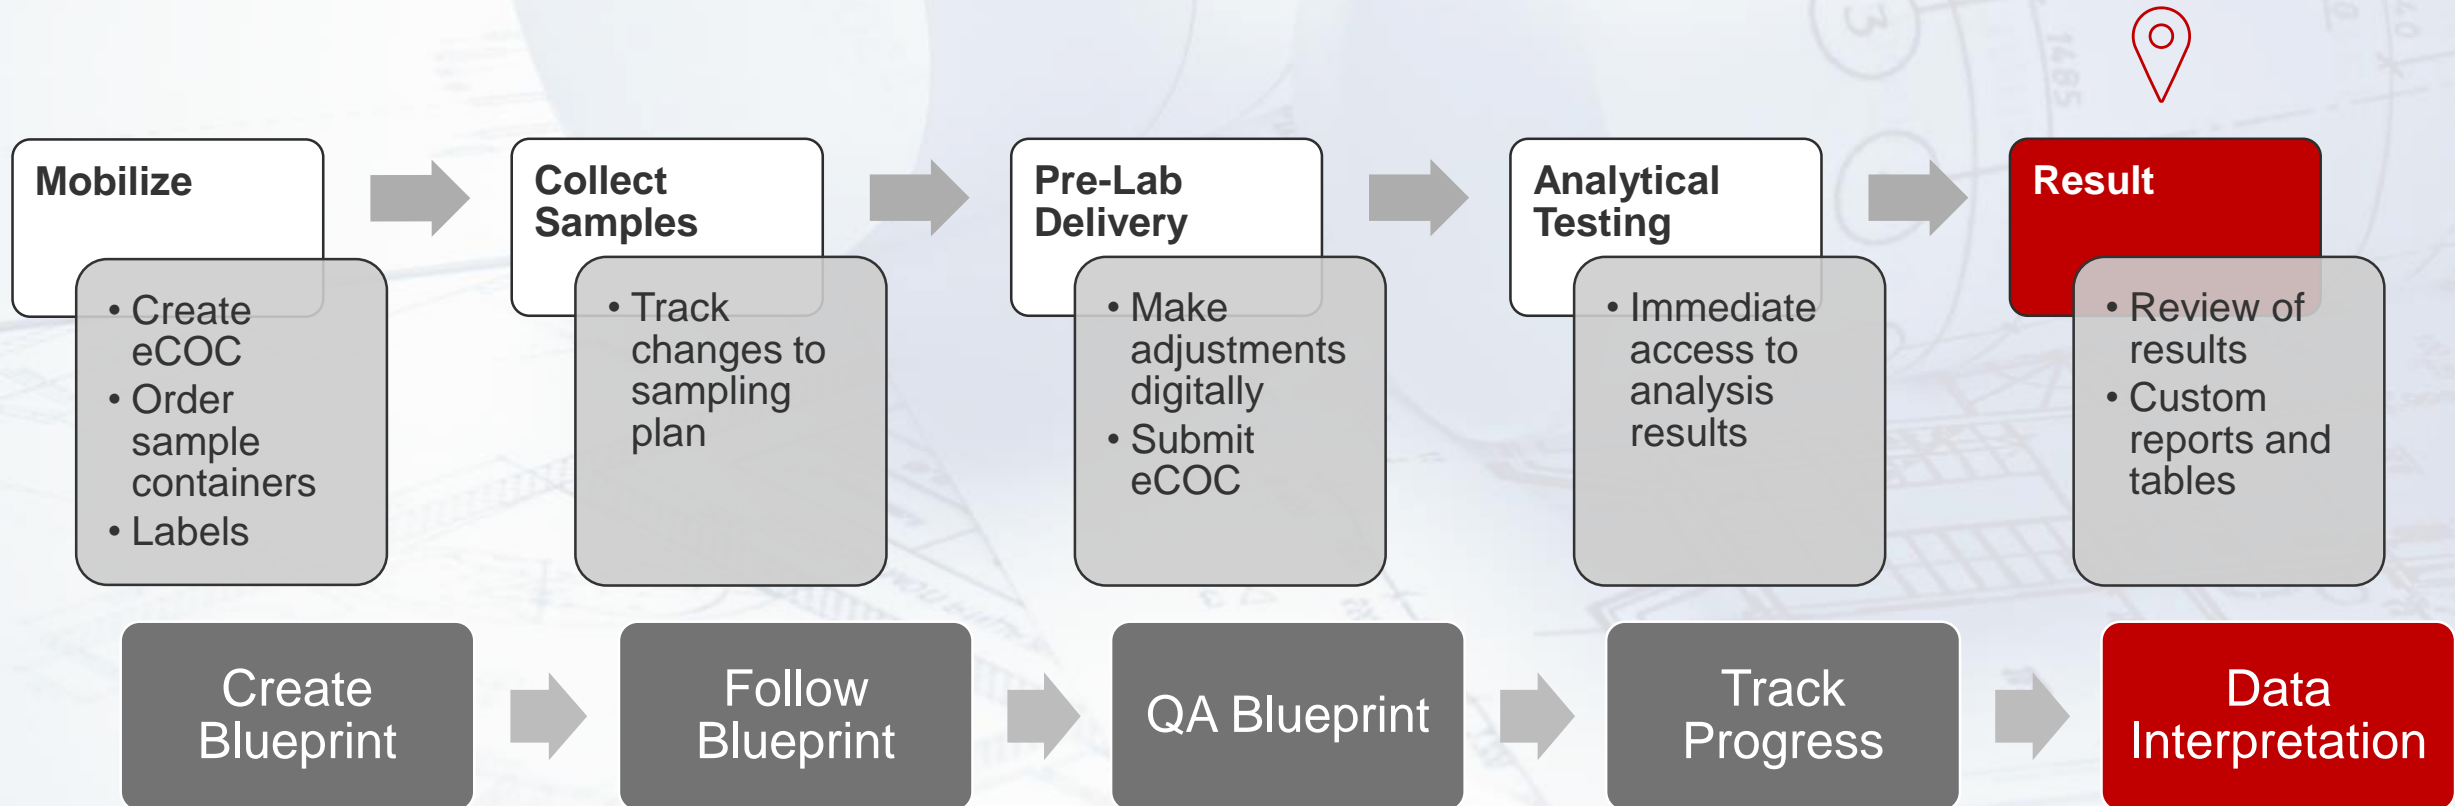 Mobilize
• Create
eCOC
• Order
sample
containers
• Labels
Collect
Samples
• Track
changes to
sampling
plan
Pre-Lab
Delivery
• Make
adjustments
digitally
• Submit
eCOC
Analytical
Testing
• Immediate
access to
analysis
results
Result
• Review of
results
• Custom
reports and
tables
Create
Blueprint
Follow
Blueprint
QA Blueprint
Track
Progress
Data
Interpretation
3
1485